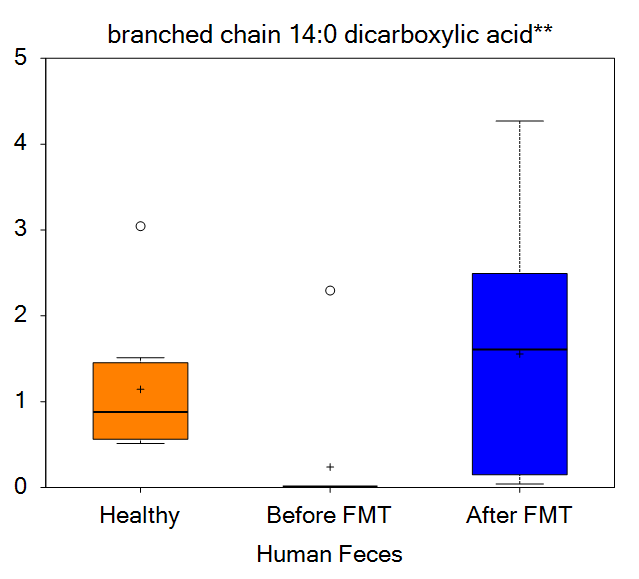 branched chain 14:0 dicarboxylic acid**
5
4
3
2
1
0
Healthy Before FMT After FMT
Human Feces